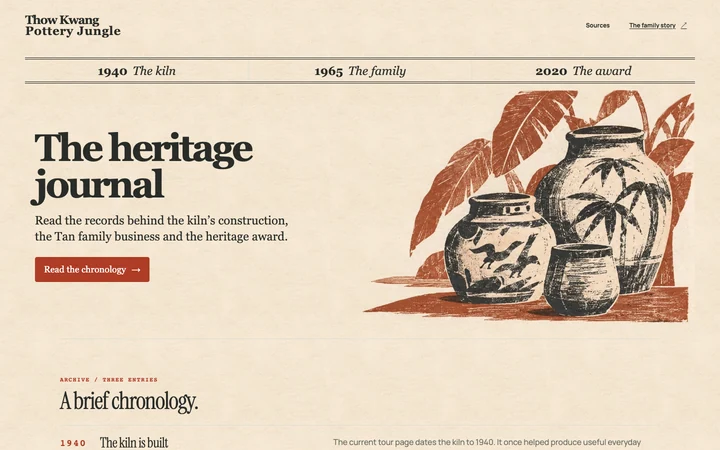 Thow Kwang
Pottery Jungle
Sources
The family story
1940 The kiln
1965 The family
2020 The award
The heritage
journal
Read the records behind the kiln's construction,
the Tan family business and the heritage award.
Read the chronology →
ARCHIVE / THREE ENTRIES
A brief chronology.
1940 The kiln is built
The current tour page dates the kiln to 1940. It once helped produce useful everyday